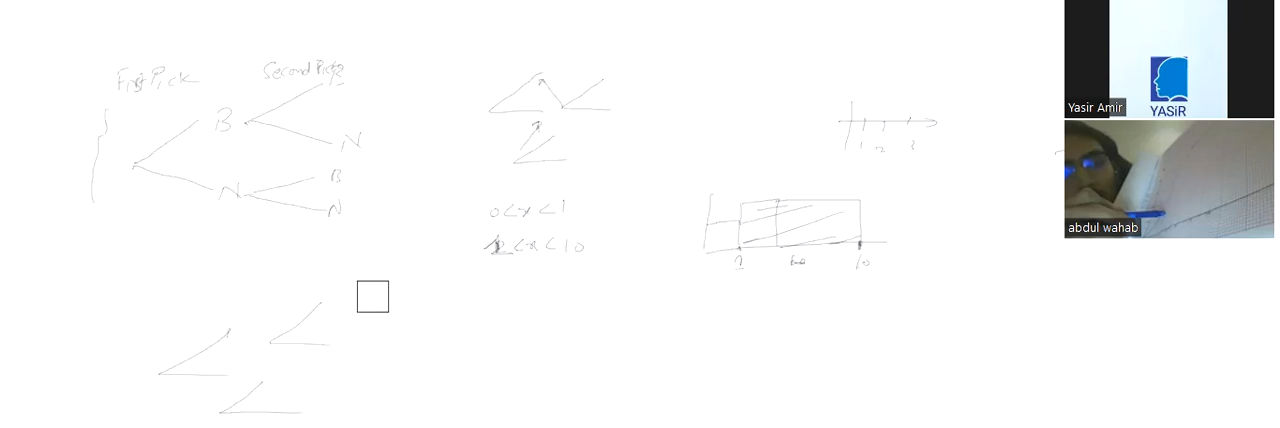 First Pick
Second Pick
B
B
N
N
B
N
0<x<1
<x<10
1 2 3
10
Yasir Amir
YASiR
abdul wahab